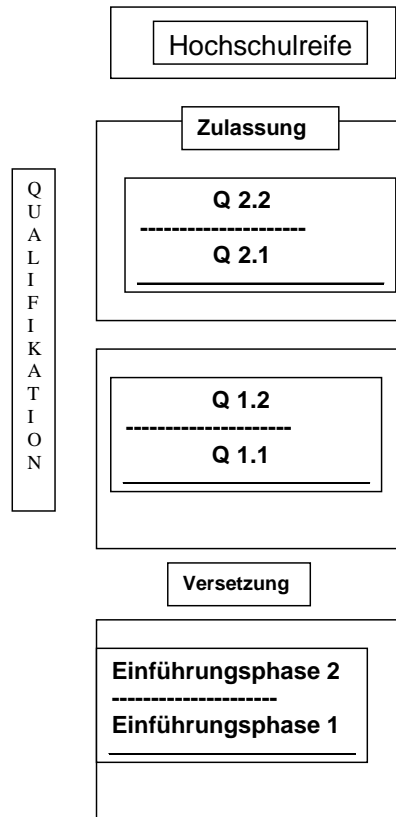 Hochschulreife
Zulassung
QUALIFIKATION
Q 2.2
---------------------
Q 2.1
Q 1.2
---------------------
Q 1.1
Versetzung
Einführungsphase 2
---------------------
Einführungsphase 1